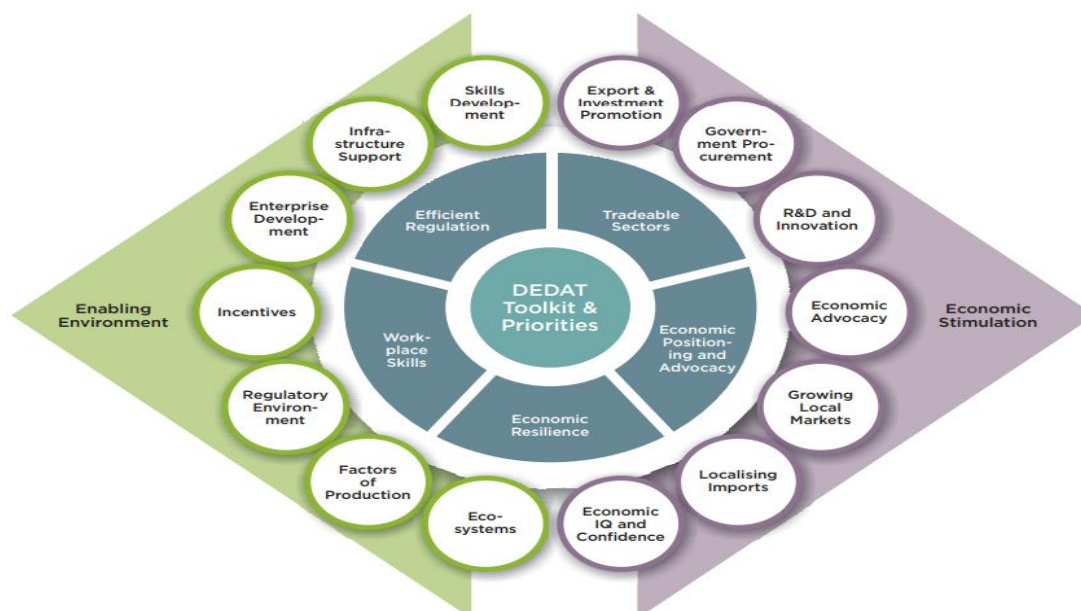 Skills
Develop-
ment
Export &
Investment
Promotion
Infra-
structure
Support
Govern-
ment Pro-
curement
Enterprise
Develop-
ment
Efficient
Regulation
Tradeable
Sectors
R&D and
Innovation
Enabling
Environment
Incentives
DEDAT
Toolkit &
Priorities
Economic
Advocacy
Economic
Stimulation
Work-
place
Skills
Economic
Position-
ing and
Advocacy
Regulatory
Environ-
ment
Economic
Resilience
Growing
Local
Markets
Factors
of
Production
Localising
Imports
Eco-
systems
Economic
IQ and
Confidence